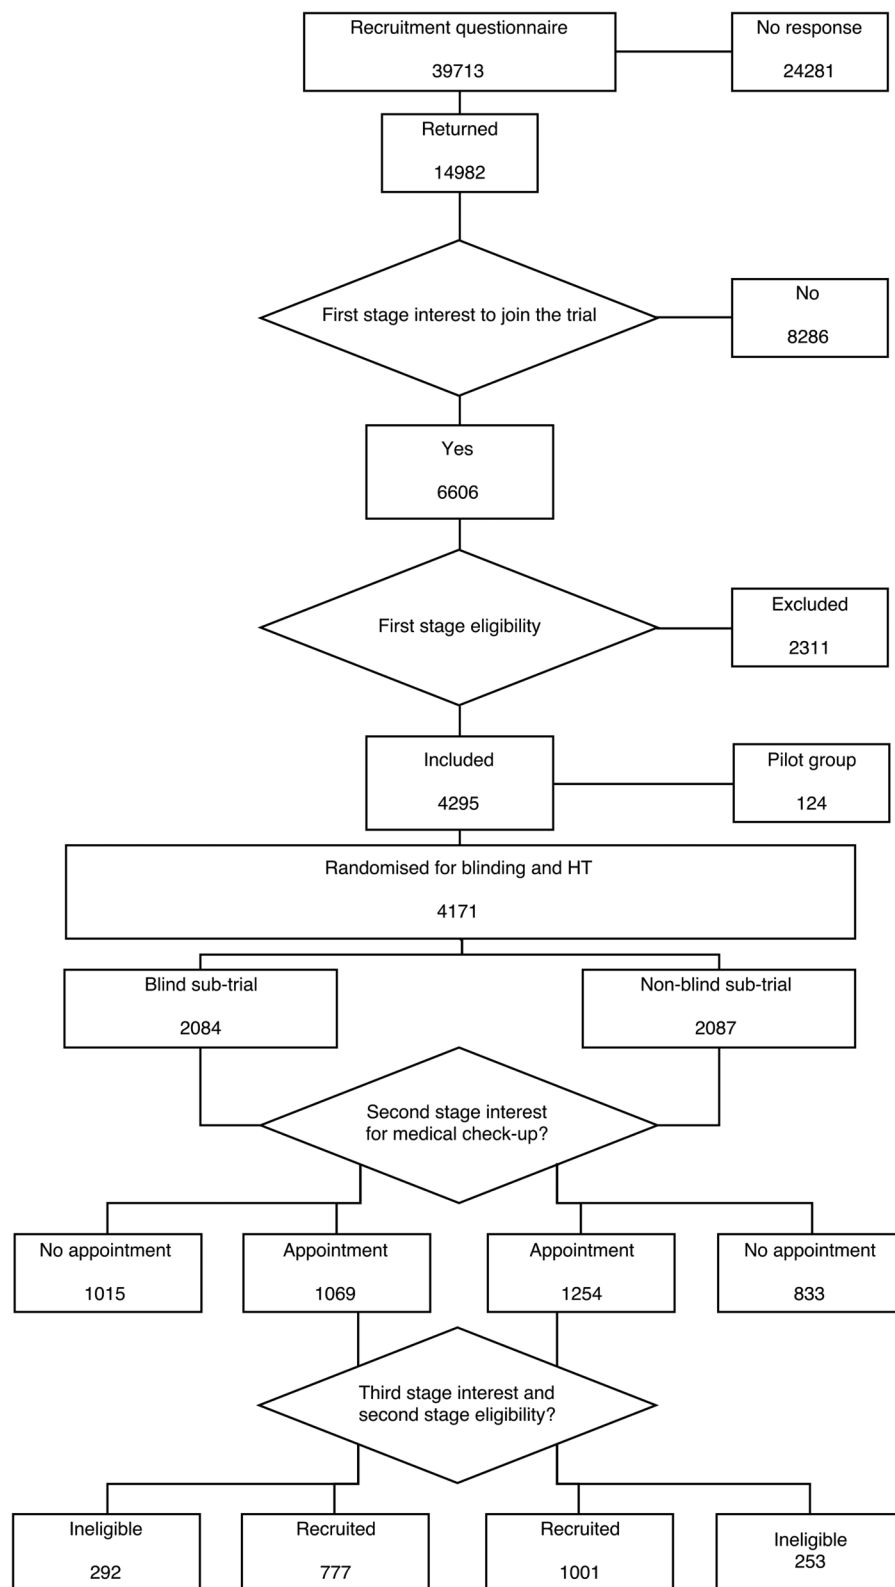 Recruitment questionnaire
39713
No response
24281
Returned
14982
First stage interest to join the trial
No
8286
Yes
6606
First stage eligibility
Excluded
2311
Included
4295
Pilot group
124
Randomised for blinding and HT
4171
Blind sub-trial
2084
Non-blind sub-trial
2087
Second stage interest
for medical check-up?
No appointment
1015
Appointment
1069
Appointment
1254
No appointment
833
Third stage interest and
second stage eligibility?
Ineligible
292
Recruited
777
Recruited
1001
Ineligible
253